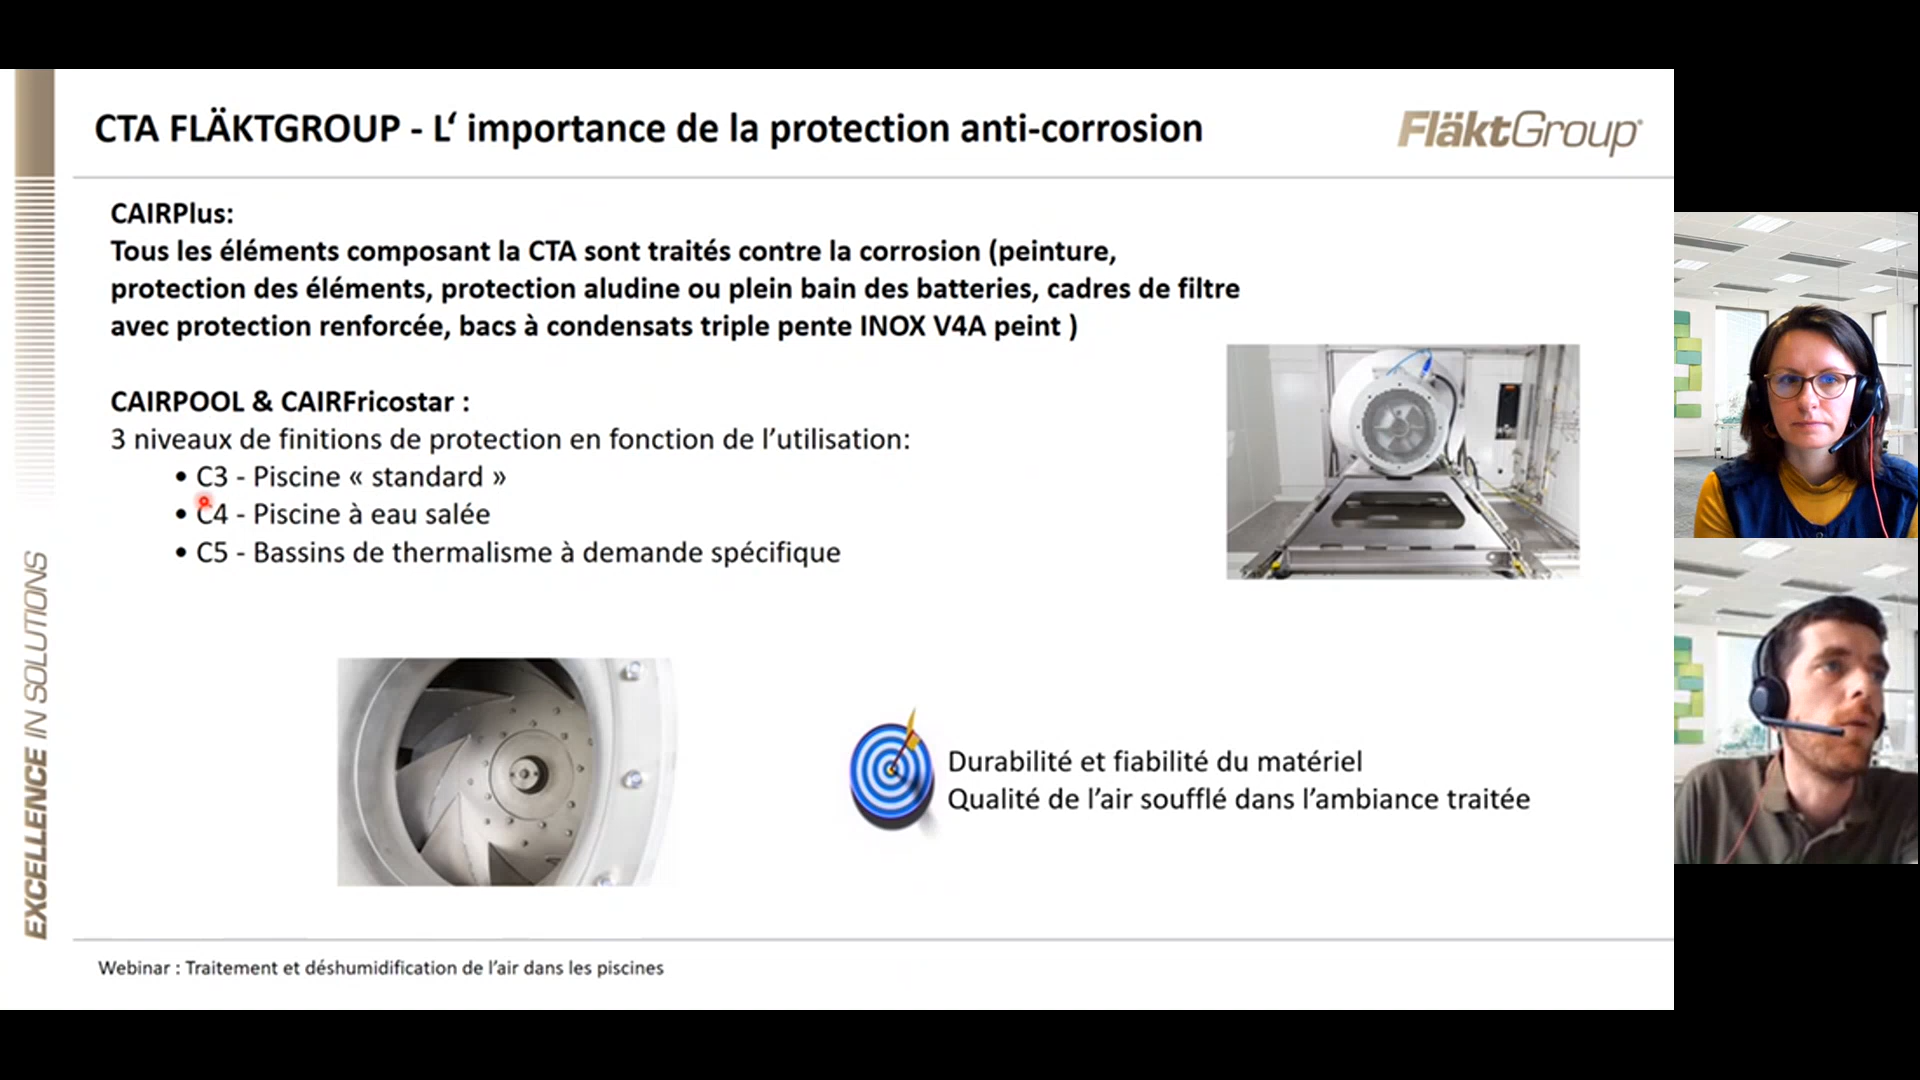 CTA FLÄKTGROUP - L‘ importance de la protection anti-corrosion
FläktGroup
CAIRPlus:
Tous les éléments composant la CTA sont traités contre la corrosion (peinture,
protection des éléments, protection aludine ou plein bain des batteries, cadres de filtre
avec protection renforcée, bacs à condensats triple pente INOX V4A peint )
CAIRPOOL & CAIRFricostar :
3 niveaux de finitions de protection en fonction de l’utilisation:
• C3 - Piscine « standard »
• C4 - Piscine à eau salée
• C5 - Bassins de thermalisme à demande spécifique
Durabilité et fiabilité du matériel
Qualité de l’air soufflé dans l’ambiance traitée
EXCELLENCE IN SOLUTIONS
Webinar : Traitement et déshumidification de l’air dans les piscines